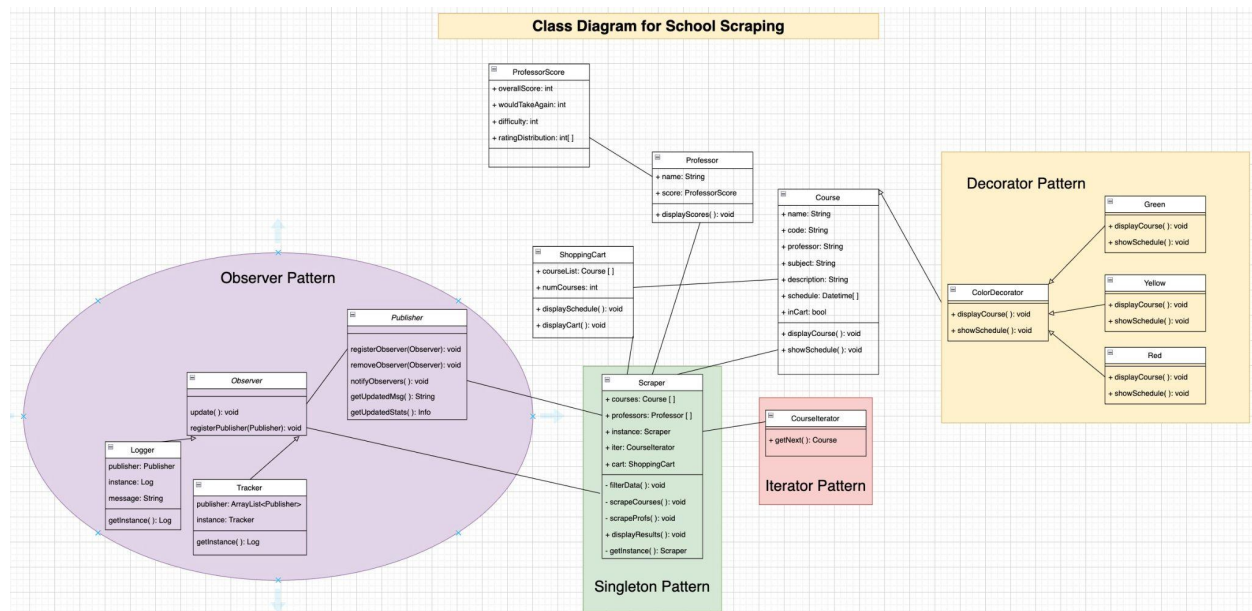 Class Diagram for School Scraping
ProfessorScore
+ overallScore: int
+ wouldTakeAgain: int
+ difficulty: int
+ ratingDistribution: int[ ]
Professor
+ name: String
+ score: ProfessorScore
+ displayScores( ): void
Course
+ name: String
+ code: String
+ professor: String
+ subject: String
+ description: String
+ schedule: Datetime[ ]
+ inCart: bool
+ displayCourse( ): void
+ showSchedule( ): void
ShoppingCart
+ courseList: Course [ ]
+ numCourses: int
+ displaySchedule( ): void
+ displayCart( ): void
Decorator Pattern
Green
+ displayCourse( ): void
+ showSchedule( ): void
ColorDecorator
+ displayCourse( ): void
+ showSchedule( ): void
Yellow
+ displayCourse( ): void
+ showSchedule( ): void
Red
+ displayCourse( ): void
+ showSchedule( ): void
Observer Pattern
Publisher
registerObserver(Observer): void
removeObserver(Observer): void
notifyObservers( ): void
getUpdatedMsg( ): String
getUpdatedStats( ): Info
Observer
update( ): void
registerPublisher(Publisher): void
Logger
publisher: Publisher
instance: Log
message: String
getInstance( ): Log
Tracker
publisher: ArrayList<Publisher>
instance: Tracker
getInstance( ): Log
Scraper
+ courses: Course [ ]
+ professors: Professor [ ]
+ instance: Scraper
+ iter: CourseIterator
+ cart: ShoppingCart
- filterData( ): void
- scrapeCourses( ): void
- scrapeProfs( ): void
+ displayResults( ): void
- getInstance( ): Scraper
Singleton Pattern
CourseIterator
+ getNext( ): Course
Iterator Pattern